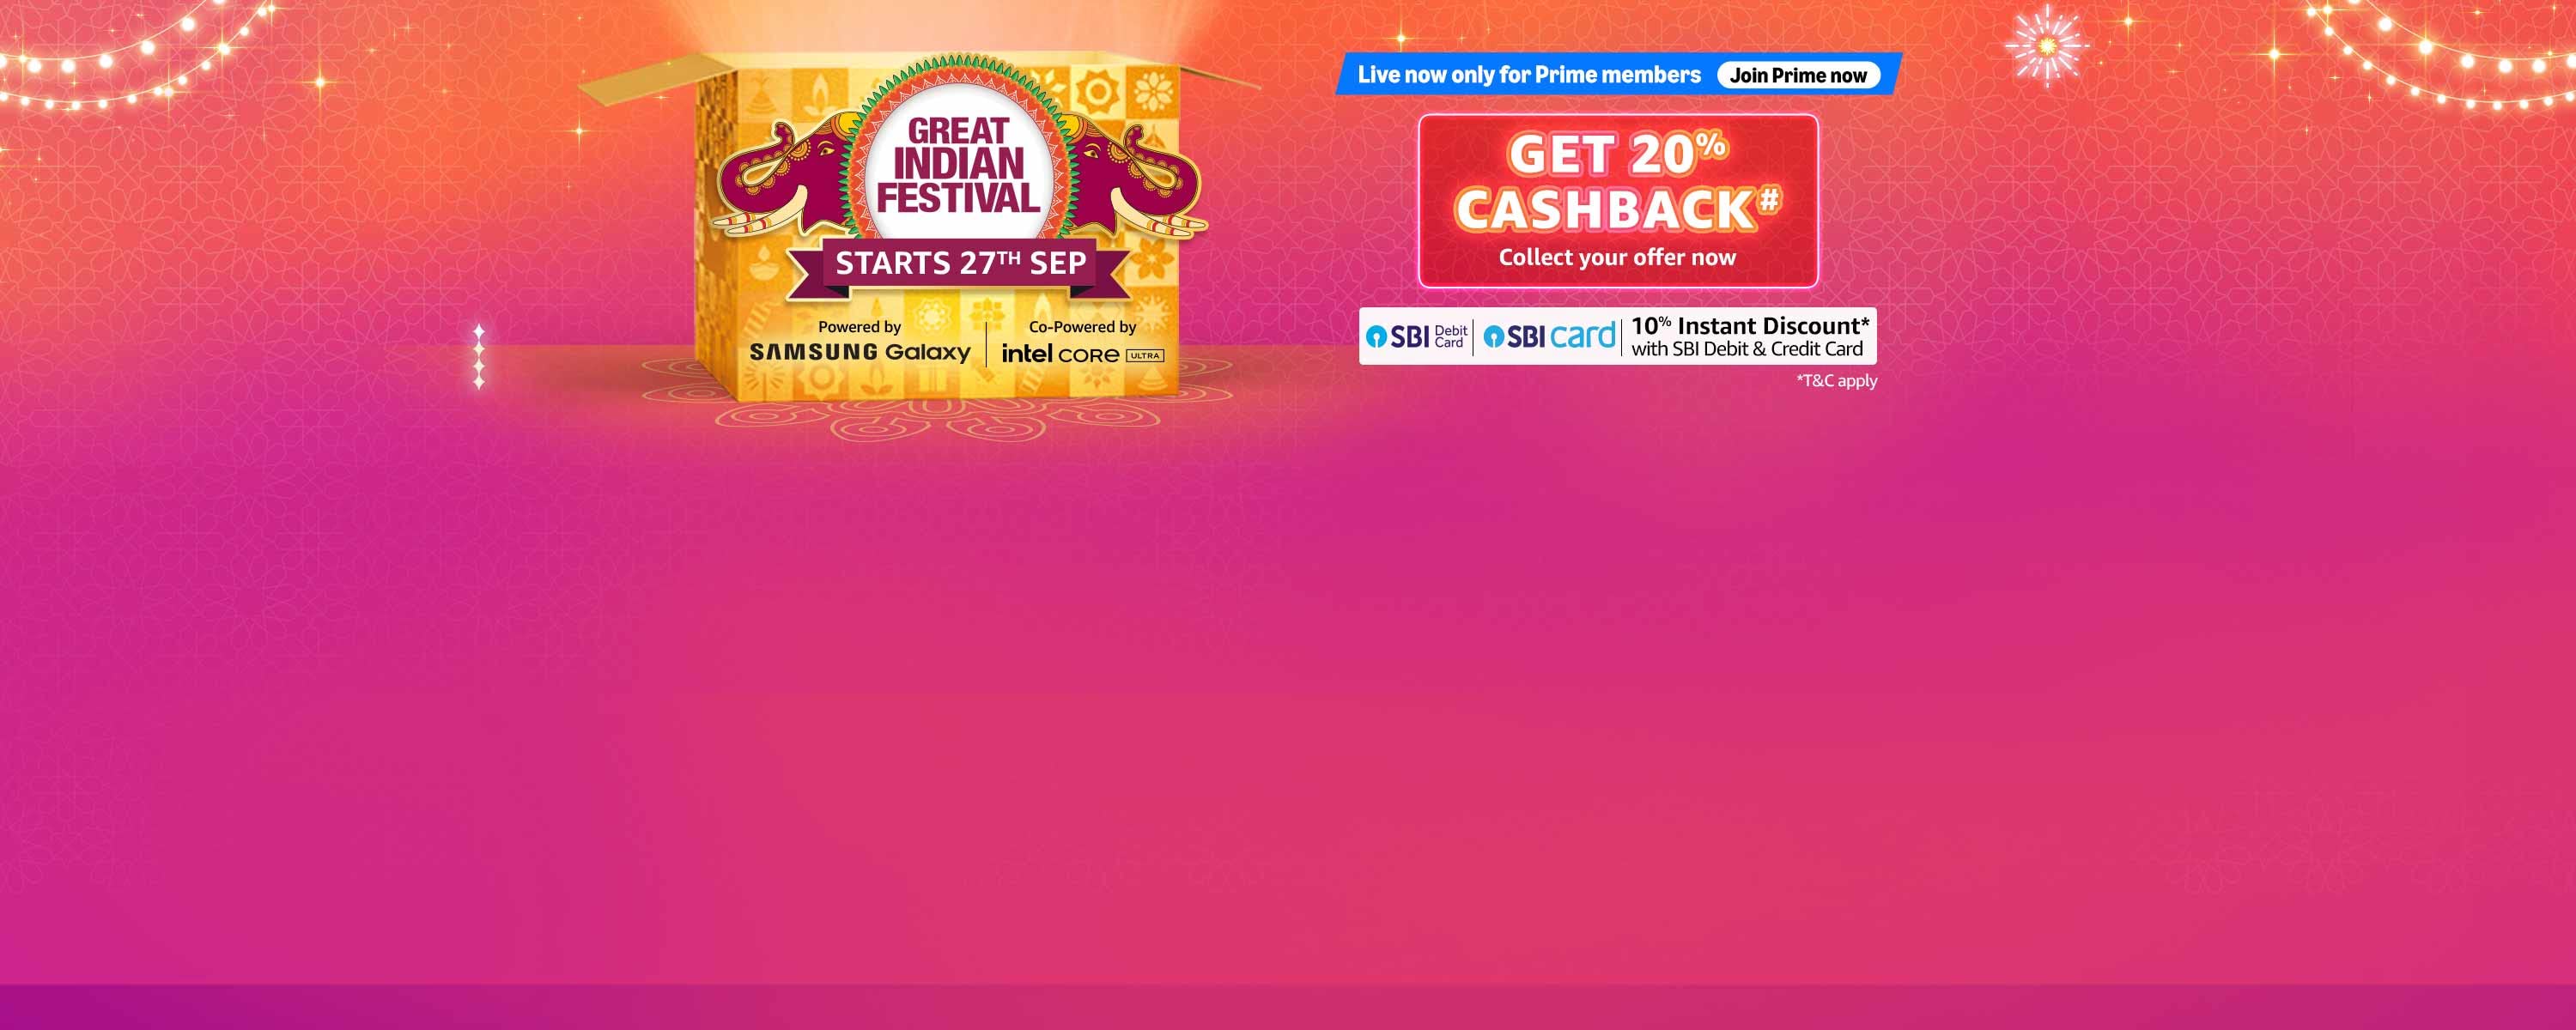 GREAT
INDIAN
FESTIVAL
STARTS 27TH SEP
Powered by
SAMSUNG Galaxy
Co-Powered by
intel CORE ULTRA
Live now only for Prime members
Join Prime now
GET 20%
CASHBACK#
Collect your offer now
SBI Debit Card
SBI card
10% Instant Discount*
with SBI Debit & Credit Card
*T&C apply